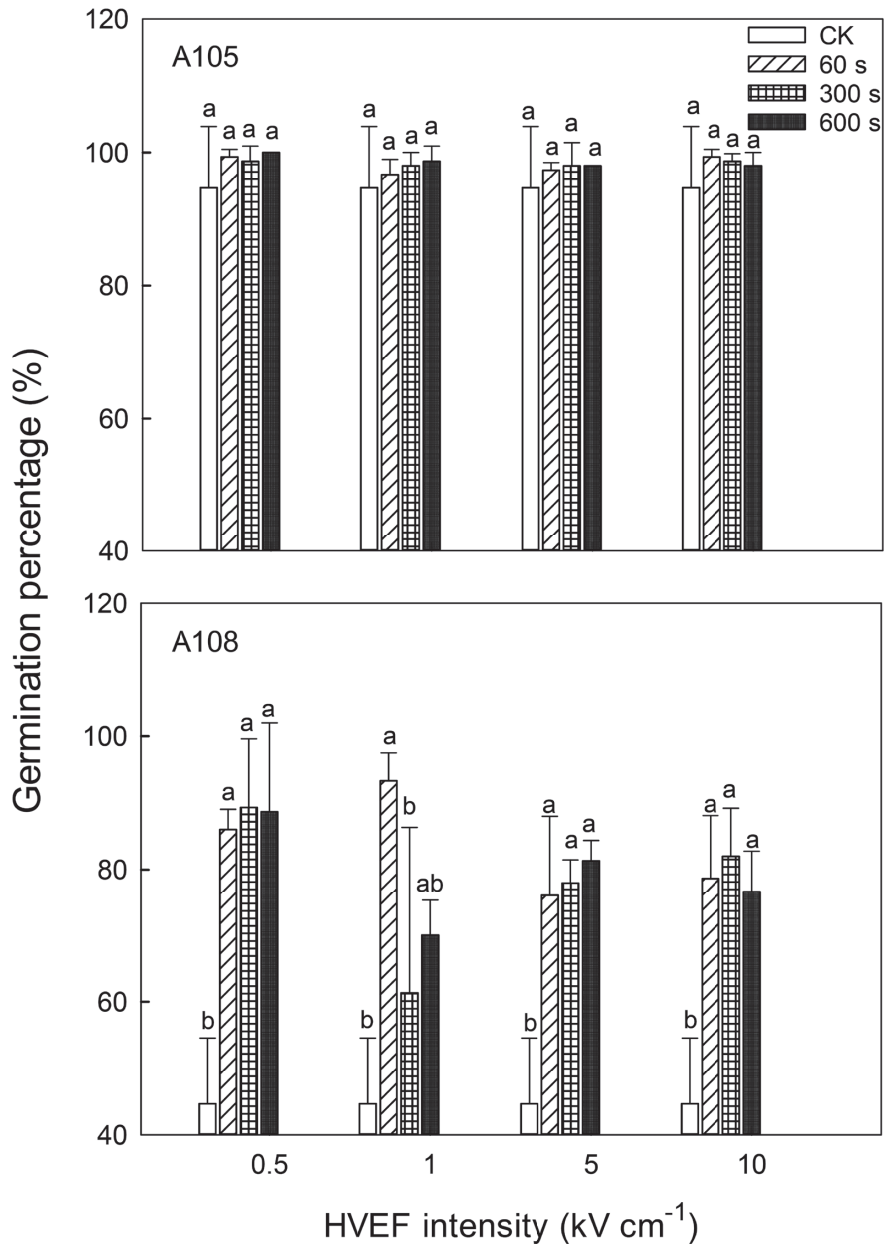 Germination percentage (%)
120
100
80
60
40
A105
CK
60 s
300 s
600 s
a a a a
a a a a
a a a a
a a a a
120
100
80
60
40
A108
b a a a
b a b ab
b a a a
b a a a
0.5 1 5 10
HVEF intensity (kV cm⁻¹)